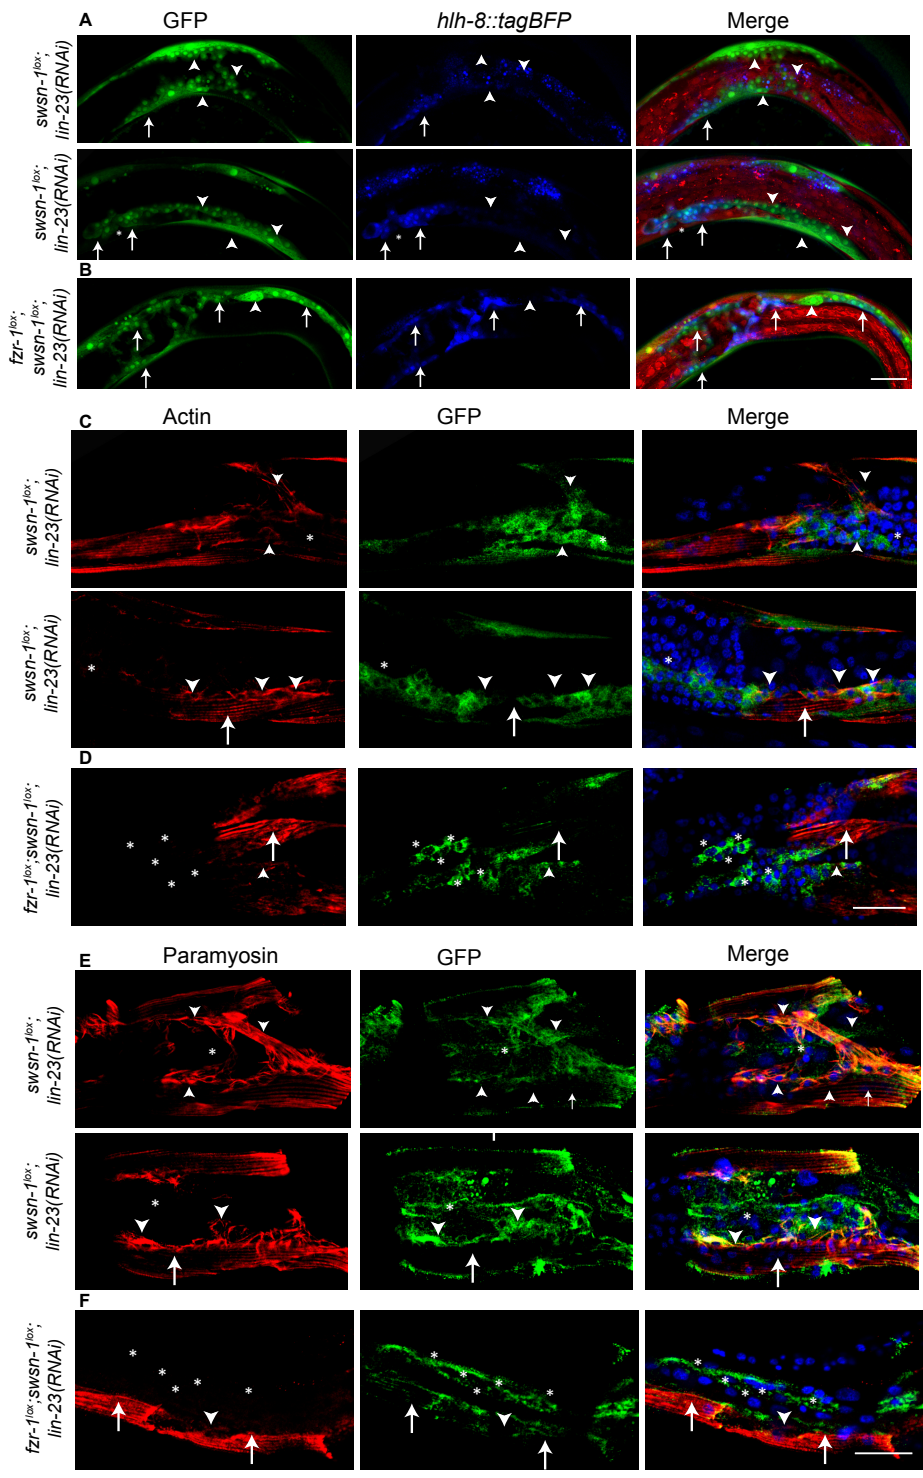 A
GFP
hlh-8::tagBFP
Merge
swsn-1lox;
lin-23(RNAi)
*
*
*
swsn-1lox;
lin-23(RNAi)
B
fzr-1lox;
swsn-1lox;
lin-23(RNAi)
C
Actin
GFP
Merge
*
*
*
swsn-1lox;
lin-23(RNAi)
*
*
*
swsn-1lox;
lin-23(RNAi)
D
* * * * *
* * * * * *
* * * * * *
fzr-1lox;swsn-1lox;
lin-23(RNAi)
E
Paramyosin
GFP
Merge
*
*
*
swsn-1lox;
lin-23(RNAi)
*
*
*
swsn-1lox;
lin-23(RNAi)
F
* * * * *
* * * * *
* * * * *
fzr-1lox;swsn-1lox;
lin-23(RNAi)